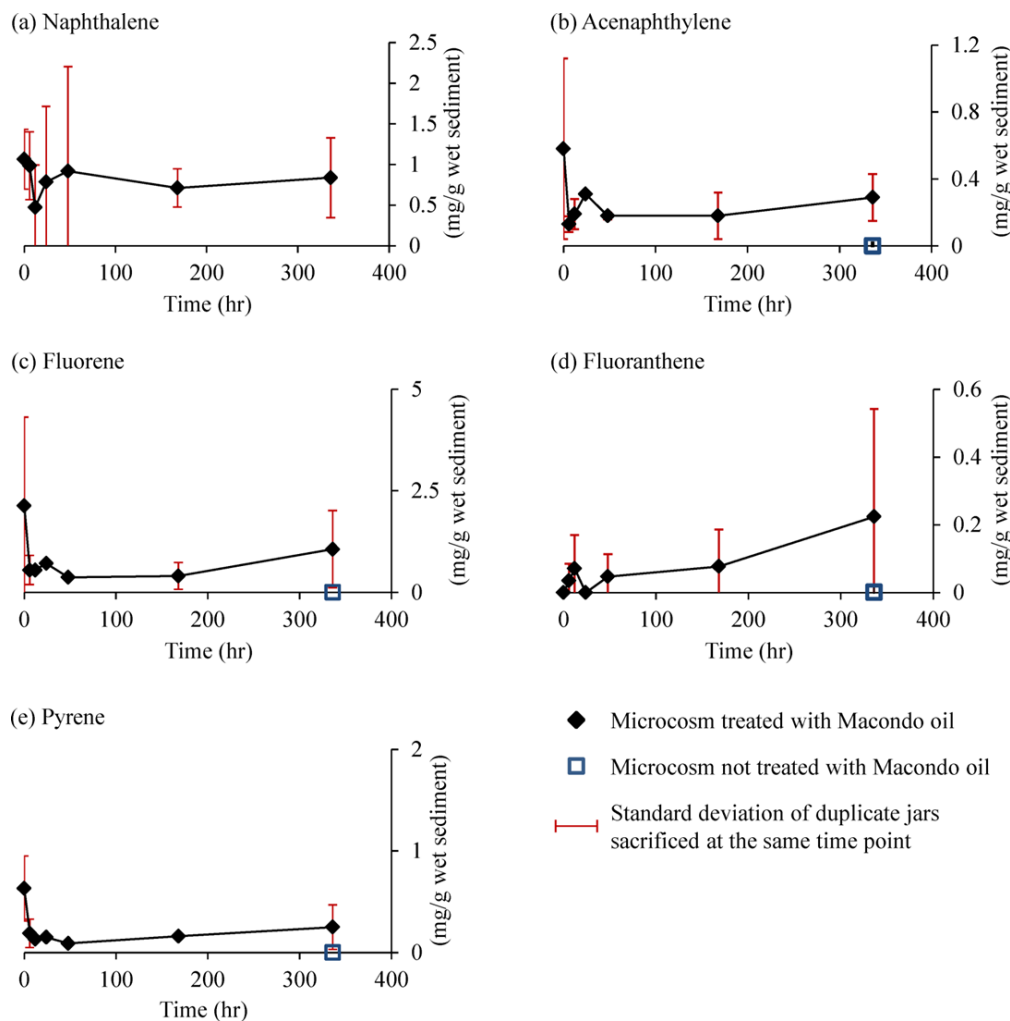 (a) Naphthalene
2.5
2
1.5
1
0.5
0
(mg/g wet sediment)
0 100 200 300 400
Time (hr)
(b) Acenaphthylene
1.2
0.8
0.4
0
(mg/g wet sediment)
0 100 200 300 400
Time (hr)
(c) Fluorene
5
2.5
0
(mg/g wet sediment)
0 100 200 300 400
Time (hr)
(d) Fluoranthene
0.6
0.4
0.2
0
(mg/g wet sediment)
0 100 200 300 400
Time (hr)
(e) Pyrene
2
1
0
(mg/g wet sediment)
0 100 200 300 400
Time (hr)
Microcosm treated with Macondo oil
Microcosm not treated with Macondo oil
Standard deviation of duplicate jars
sacrificed at the same time point